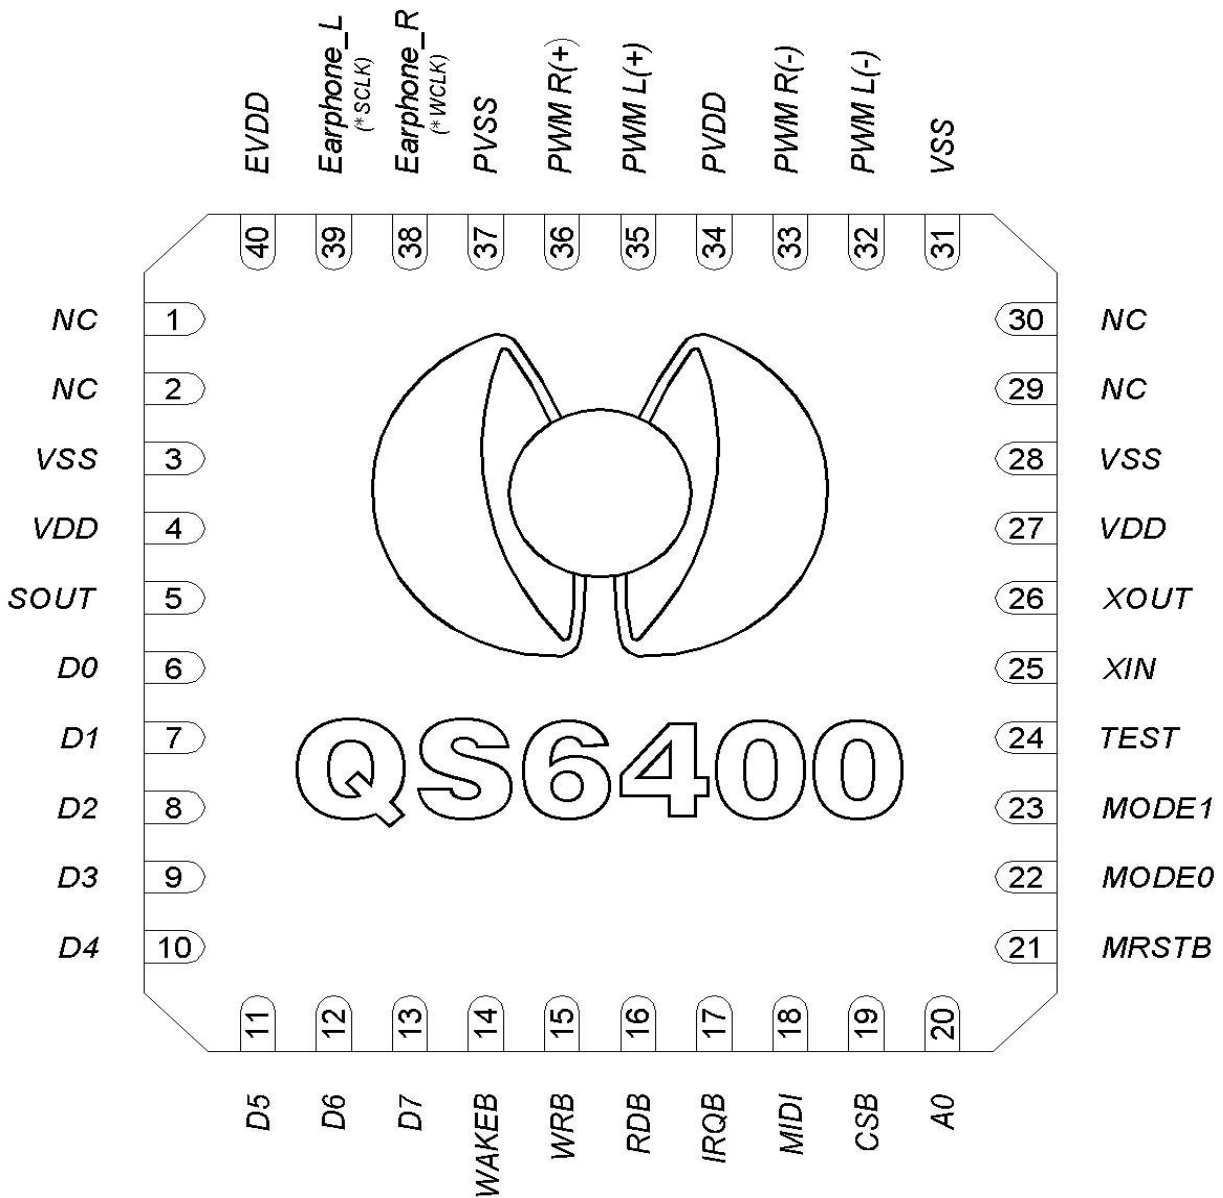 EVDD
Earphone_L
(*SCLK)
Earphone_R
(*WCLK)
PVSS
PWM R(+)
PWM L(+)
PVDD
PWM R(-)
PWM L(-)
VSS
40 39 38 37 36 35 34 33 32 31
NC 1 30 NC
NC 2 29 NC
VSS 3 28 VSS
VDD 4 27 VDD
SOUT 5 26 XOUT
D0 6 25 XIN
D1 7 24 TEST
QS6400
D2 8 23 MODE1
D3 9 22 MODE0
D4 10 21 MRSTB
11 12 13 14 15 16 17 18 19 20
D5
D6
D7
WAKEB
WRB
RDB
IRQB
MIDI
CSB
A0